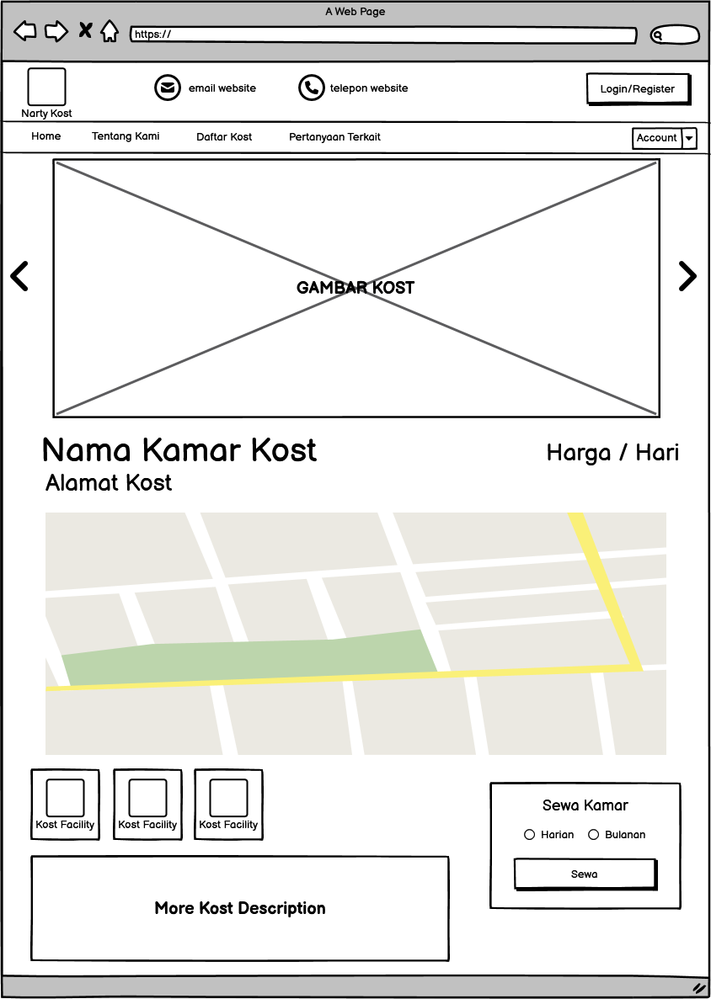 A Web Page
https://
Narty Kost
email website
telepon website
Login/Register
Home
Tentang Kami
Daftar Kost
Pertanyaan Terkait
Account
GAMBAR KOST
Nama Kamar Kost
Harga / Hari
Alamat Kost
Kost Facility
Kost Facility
Kost Facility
Sewa Kamar
Harian
Bulanan
Sewa
More Kost Description